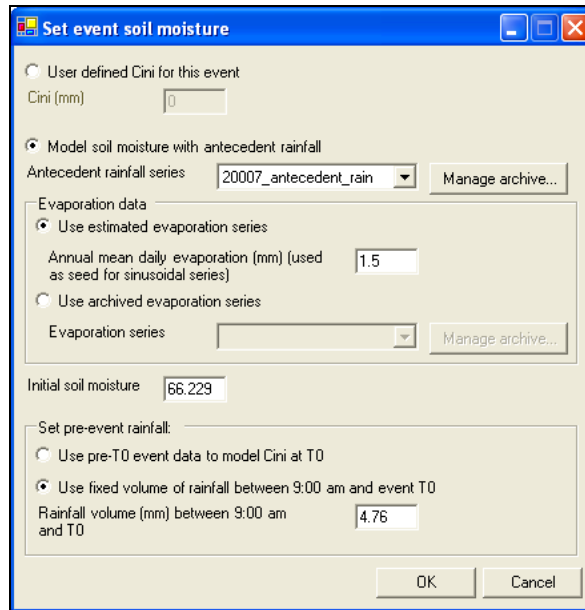 Set event soil moisture
User defined Cini for this event
Cini (mm)
0
Model soil moisture with antecedent rainfall
Antecedent rainfall series
20007_antecedent_rain
Manage archive...
Evaporation data
Use estimated evaporation series
Annual mean daily evaporation (mm) (used
as seed for sinusoidal series)
1.5
Use archived evaporation series
Evaporation series
Manage archive...
Initial soil moisture
66.229
Set pre-event rainfall:
Use pre-T0 event data to model Cini at T0
Use fixed volume of rainfall between 9:00 am and event T0
Rainfall volume (mm) between 9:00 am
and T0
4.76
OK
Cancel